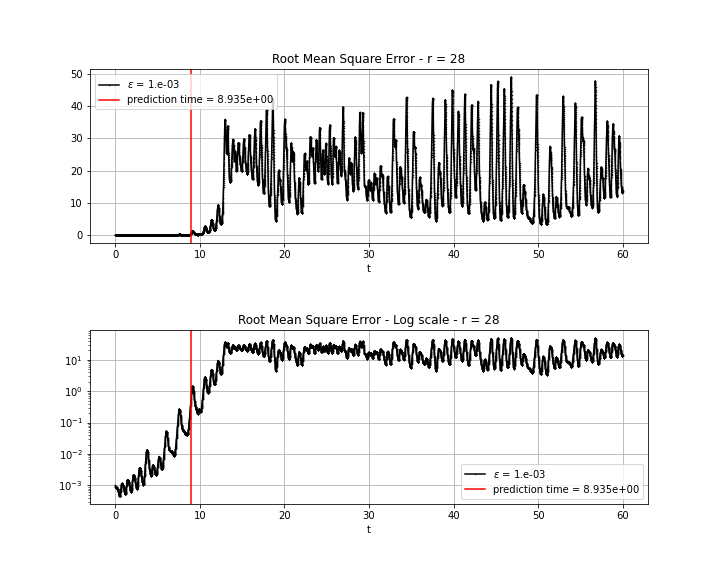 Root Mean Square Error - r = 28
50
40
30
20
10
0
ε = 1.e-03
prediction time = 8.935e+00
0 10 20 30 40 50 60
t
Root Mean Square Error - Log scale - r = 28
10¹
10⁰
10⁻¹
10⁻²
10⁻³
ε = 1.e-03
prediction time = 8.935e+00
0 10 20 30 40 50 60
t